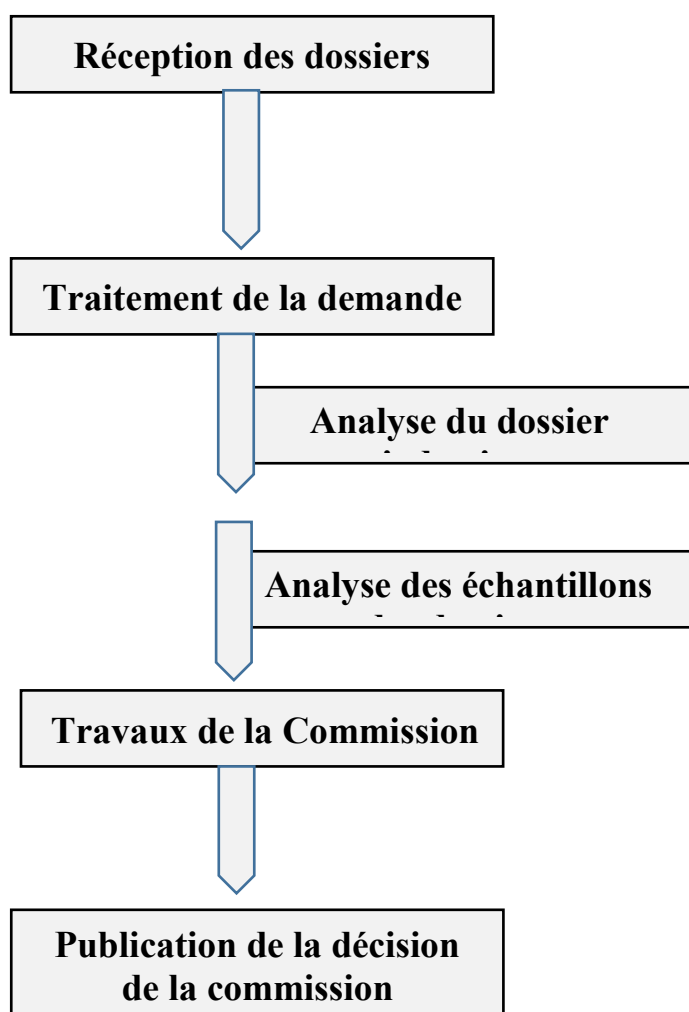 Réception des dossiers
Traitement de la demande
Analyse du dossier
Analyse des échantillons
Travaux de la Commission
Publication de la décision
de la commission